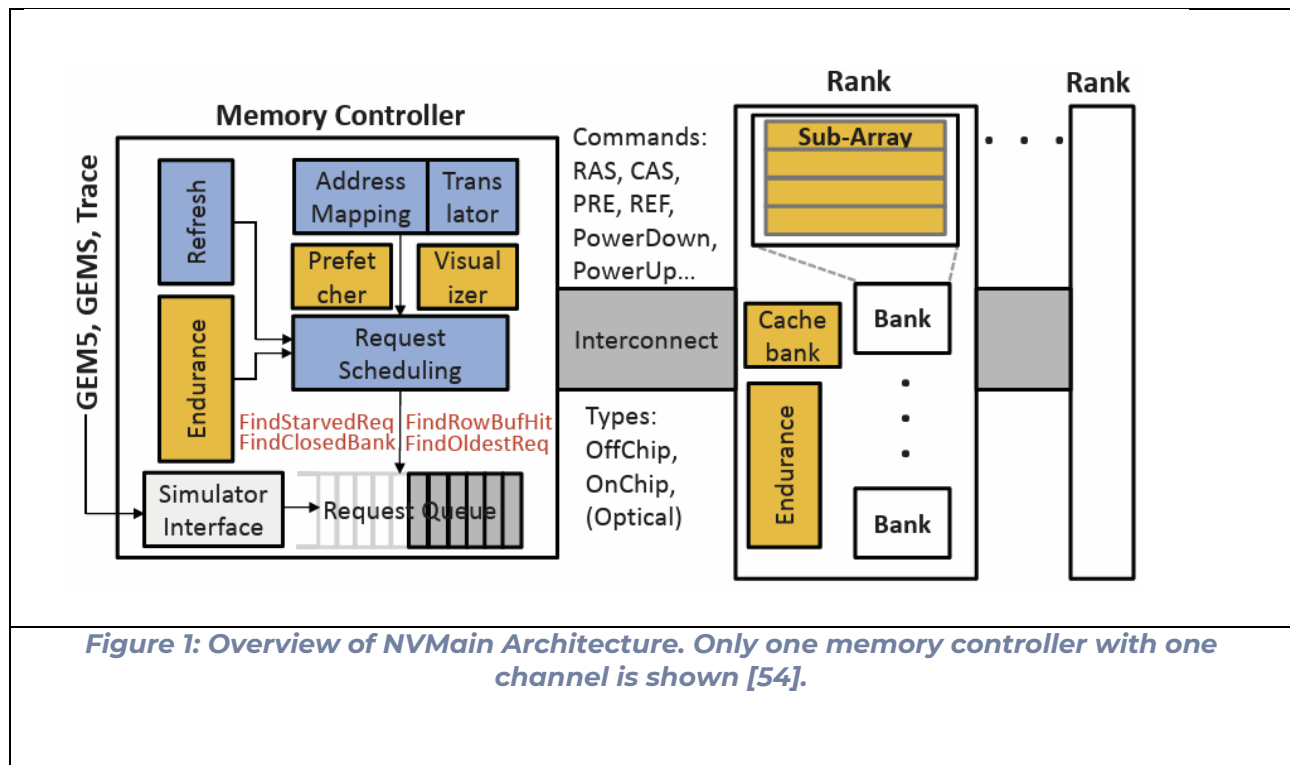 Rank
Rank
Memory Controller
GEM5, GEMS, Trace
Refresh
Address
Mapping
Trans
lator
Prefet
cher
Visual
izer
Endurance
Request
Scheduling
FindStarvedReq
FindRowBufHit
FindClosedBank
FindOldestReq
Simulator
Interface
Request Queue
Commands:
RAS, CAS,
PRE, REF,
PowerDown,
PowerUp...
Interconnect
Types:
OffChip,
OnChip,
(Optical)
Sub-Array
Cache
bank
Bank
Endurance
Bank
Figure 1: Overview of NVMain Architecture. Only one memory controller with one
channel is shown [54].